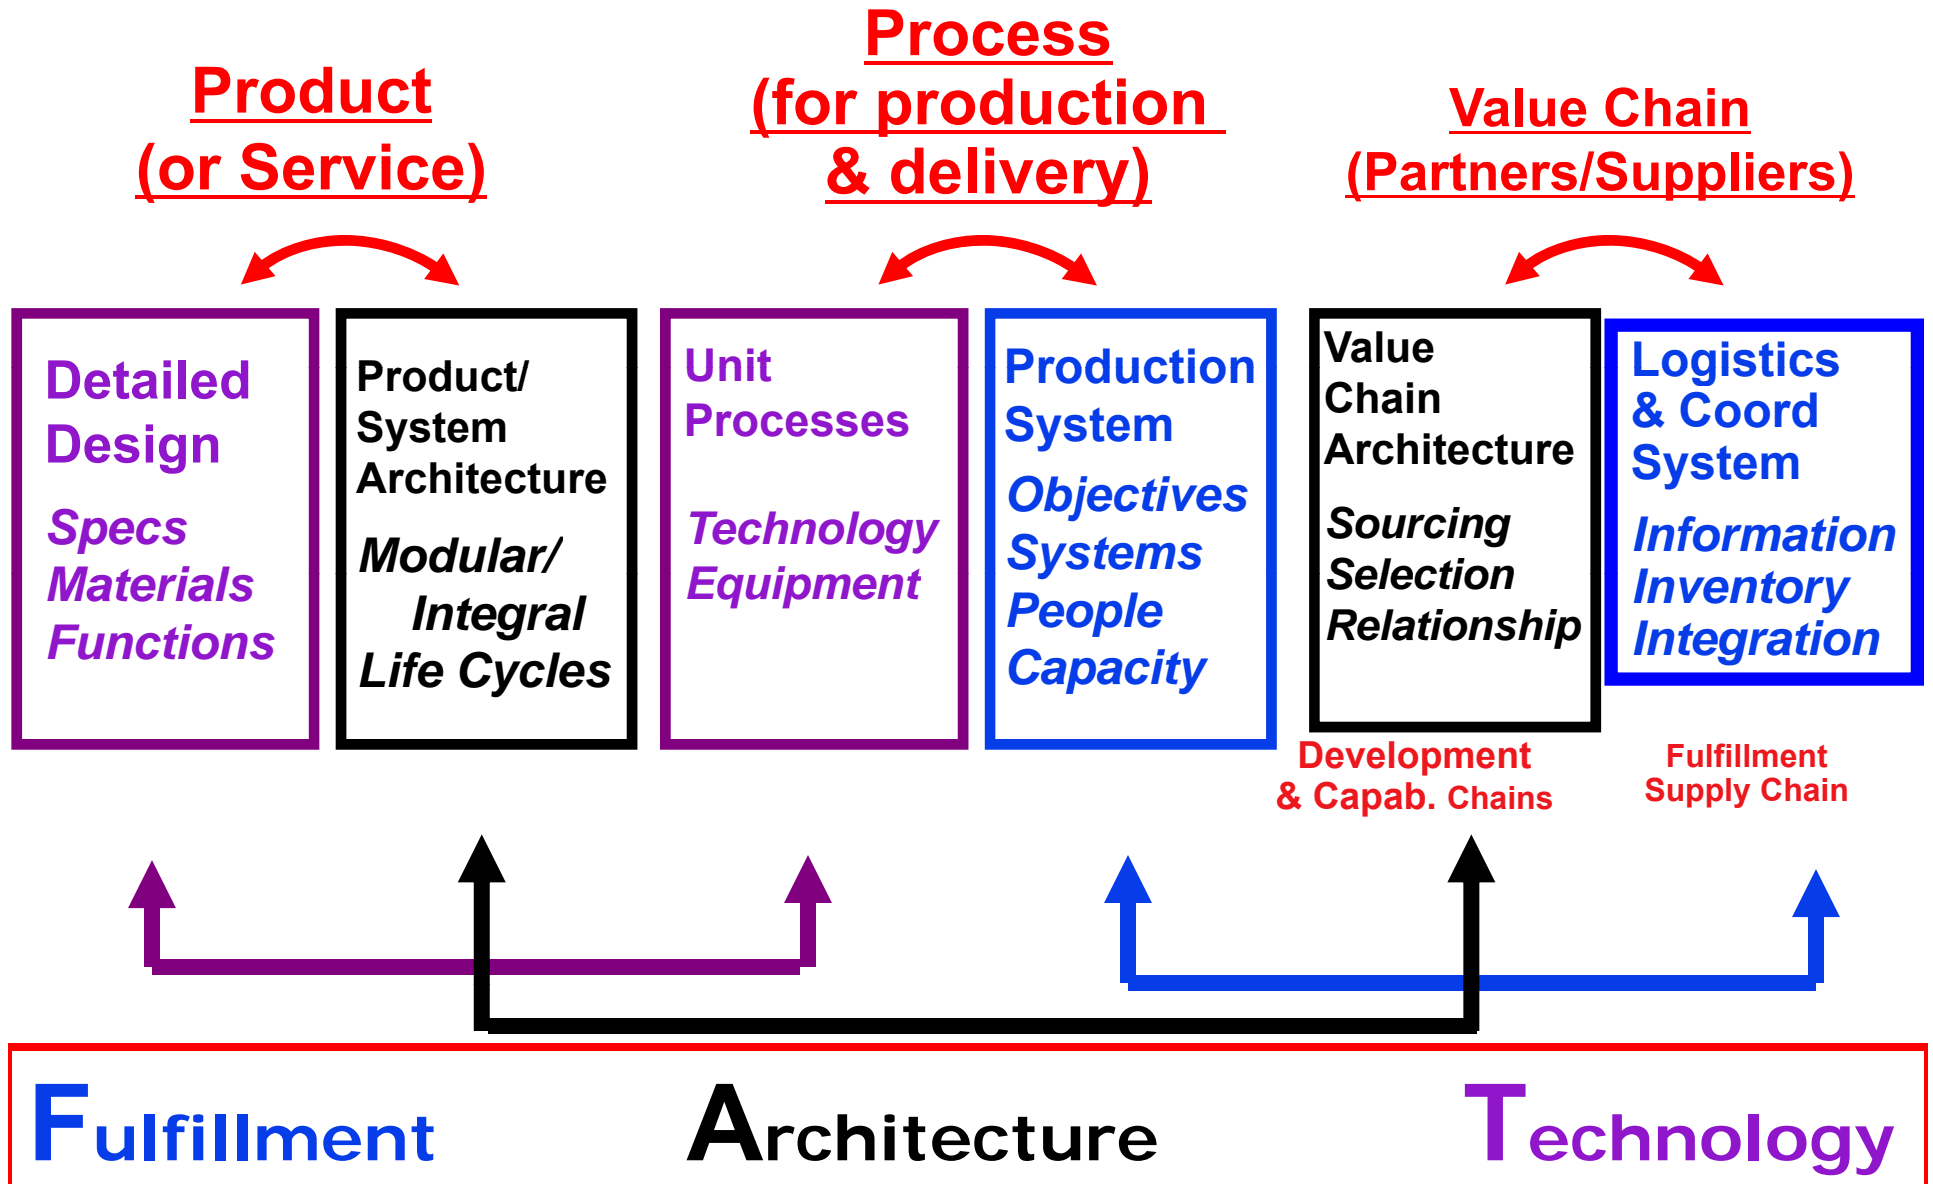 Product
(or Service)
Process
(for production
& delivery)
Value Chain
(Partners/Suppliers)
Detailed
Design
Specs
Materials
Functions
Product/
System
Architecture
Modular/
Integral
Life Cycles
Unit
Processes
Technology
Equipment
Production
System
Objectives
Systems
People
Capacity
Value
Chain
Architecture
Sourcing
Selection
Relationship
Logistics
& Coord
System
Information
Inventory
Integration
Development
& Capab. Chains
Fulfillment
Supply Chain
Fulfillment
Architecture
Technology